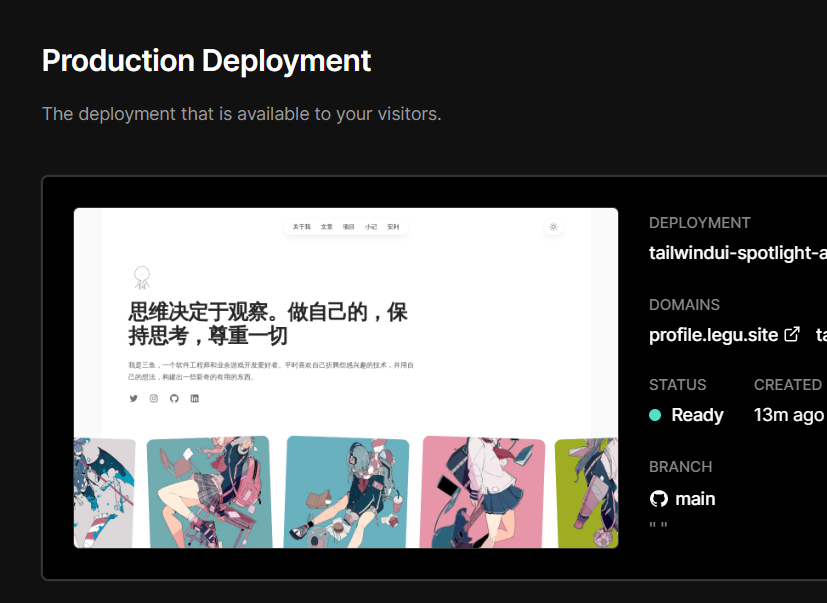 Production Deployment
The deployment that is available to your visitors.
关于我 文章 项目 小记 安利
思维决定于观察。做自己的，保
持思考，尊重一切
我是三鱼，一个软件工程师和业余游戏开发爱好者。平时喜欢自己折腾些感兴趣的技术，并用自
己的想法，构建出一些新奇的有用的东西。
DEPLOYMENT
tailwindui-spotlight-a
DOMAINS
profile.legu.site ta
STATUS CREATED
Ready 13m ago
BRANCH
main
" "